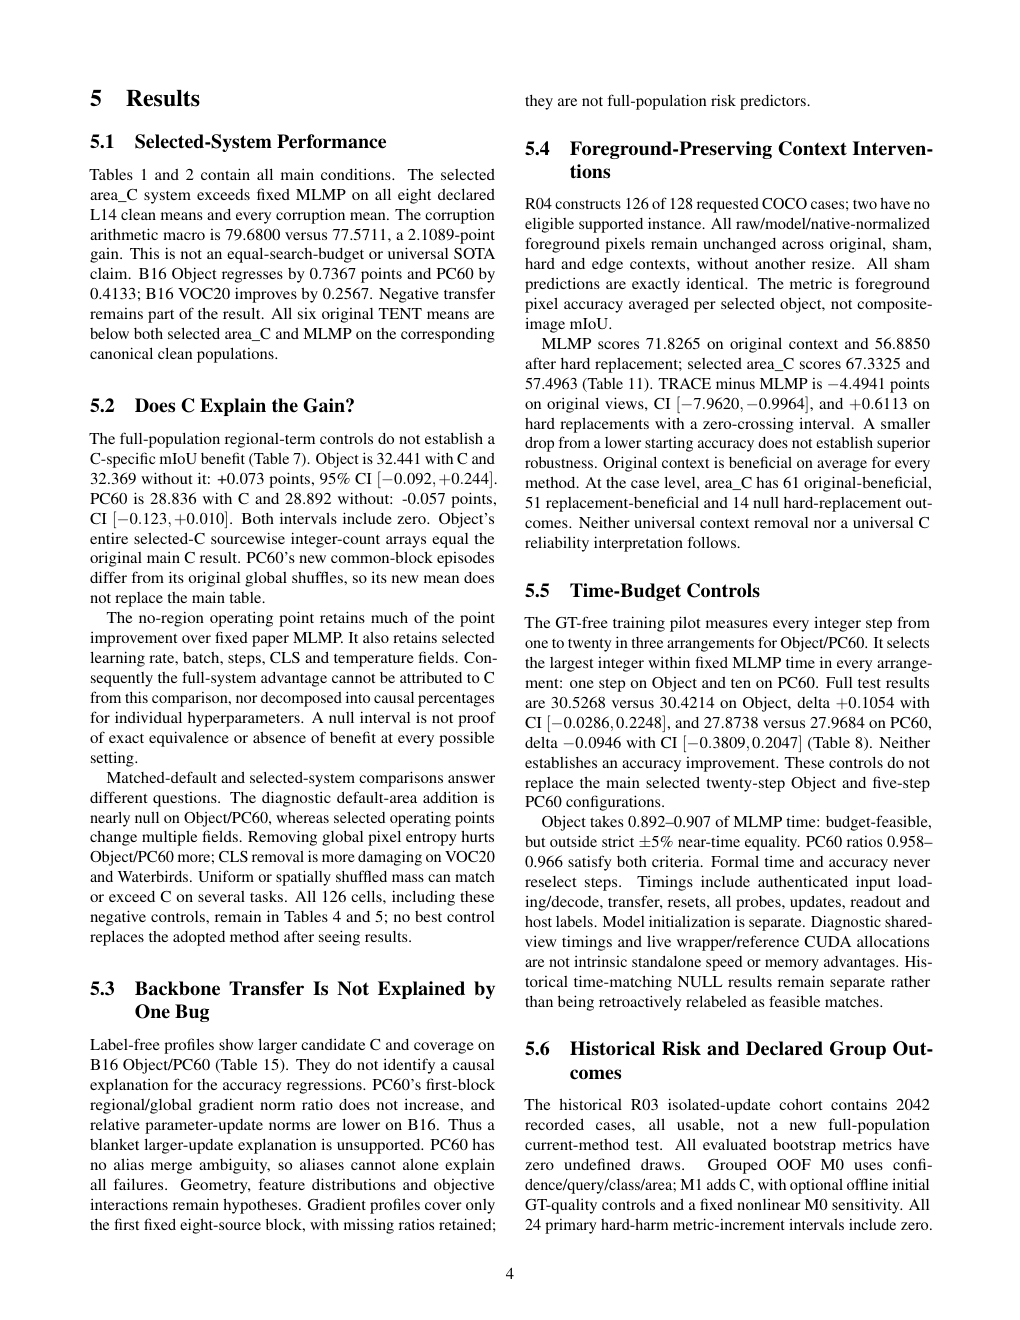 5 Results
5.1 Selected-System Performance
Tables 1 and 2 contain all main conditions. The selected
area_C system exceeds fixed MLMP on all eight declared
L14 clean means and every corruption mean. The corruption
arithmetic macro is 79.6800 versus 77.5711, a 2.1089-point
gain. This is not an equal-search-budget or universal SOTA
claim. B16 Object regresses by 0.7367 points and PC60 by
0.4133; B16 VOC20 improves by 0.2567. Negative transfer
remains part of the result. All six original TENT means are
below both selected area_C and MLMP on the corresponding
canonical clean populations.
5.2 Does C Explain the Gain?
The full-population regional-term controls do not establish a
C-specific mIoU benefit (Table 7). Object is 32.441 with C and
32.369 without it: +0.073 points, 95% CI [−0.092,+0.244].
PC60 is 28.836 with C and 28.892 without: -0.057 points,
CI [−0.123,+0.010]. Both intervals include zero. Object's
entire selected-C sourcewise integer-count arrays equal the
original main C result. PC60's new common-block episodes
differ from its original global shuffles, so its new mean does
not replace the main table.
The no-region operating point retains much of the point
improvement over fixed paper MLMP. It also retains selected
learning rate, batch, steps, CLS and temperature fields. Con-
sequently the full-system advantage cannot be attributed to C
from this comparison, nor decomposed into causal percentages
for individual hyperparameters. A null interval is not proof
of exact equivalence or absence of benefit at every possible
setting.
Matched-default and selected-system comparisons answer
different questions. The diagnostic default-area addition is
nearly null on Object/PC60, whereas selected operating points
change multiple fields. Removing global pixel entropy hurts
Object/PC60 more; CLS removal is more damaging on VOC20
and Waterbirds. Uniform or spatially shuffled mass can match
or exceed C on several tasks. All 126 cells, including these
negative controls, remain in Tables 4 and 5; no best control
replaces the adopted method after seeing results.
5.3 Backbone Transfer Is Not Explained by
One Bug
Label-free profiles show larger candidate C and coverage on
B16 Object/PC60 (Table 15). They do not identify a causal
explanation for the accuracy regressions. PC60's first-block
regional/global gradient norm ratio does not increase, and
relative parameter-update norms are lower on B16. Thus a
blanket larger-update explanation is unsupported. PC60 has
no alias merge ambiguity, so aliases cannot alone explain
all failures. Geometry, feature distributions and objective
interactions remain hypotheses. Gradient profiles cover only
the first fixed eight-source block, with missing ratios retained;
they are not full-population risk predictors.
5.4 Foreground-Preserving Context Interven-
tions
R04 constructs 126 of 128 requested COCO cases; two have no
eligible supported instance. All raw/model/native-normalized
foreground pixels remain unchanged across original, sham,
hard and edge contexts, without another resize. All sham
predictions are exactly identical. The metric is foreground
pixel accuracy averaged per selected object, not composite-
image mIoU.
MLMP scores 71.8265 on original context and 56.8850
after hard replacement; selected area_C scores 67.3325 and
57.4963 (Table 11). TRACE minus MLMP is −4.4941 points
on original views, CI [−7.9620,−0.9964], and +0.6113 on
hard replacements with a zero-crossing interval. A smaller
drop from a lower starting accuracy does not establish superior
robustness. Original context is beneficial on average for every
method. At the case level, area_C has 61 original-beneficial,
51 replacement-beneficial and 14 null hard-replacement out-
comes. Neither universal context removal nor a universal C
reliability interpretation follows.
5.5 Time-Budget Controls
The GT-free training pilot measures every integer step from
one to twenty in three arrangements for Object/PC60. It selects
the largest integer within fixed MLMP time in every arrange-
ment: one step on Object and ten on PC60. Full test results
are 30.5268 versus 30.4214 on Object, delta +0.1054 with
CI [−0.0286,0.2248], and 27.8738 versus 27.9684 on PC60,
delta −0.0946 with CI [−0.3809,0.2047] (Table 8). Neither
establishes an accuracy improvement. These controls do not
replace the main selected twenty-step Object and five-step
PC60 configurations.
Object takes 0.892–0.907 of MLMP time: budget-feasible,
but outside strict ±5% near-time equality. PC60 ratios 0.958–
0.966 satisfy both criteria. Formal time and accuracy never
reselect steps. Timings include authenticated input load-
ing/decode, transfer, resets, all probes, updates, readout and
host labels. Model initialization is separate. Diagnostic shared-
view timings and live wrapper/reference CUDA allocations
are not intrinsic standalone speed or memory advantages. His-
torical time-matching NULL results remain separate rather
than being retroactively relabeled as feasible matches.
5.6 Historical Risk and Declared Group Out-
comes
The historical R03 isolated-update cohort contains 2042
recorded cases, all usable, not a new full-population
current-method test. All evaluated bootstrap metrics have
zero undefined draws. Grouped OOF M0 uses confi-
dence/query/class/area; M1 adds C, with optional offline initial
GT-quality controls and a fixed nonlinear M0 sensitivity. All
24 primary hard-harm metric-increment intervals include zero.
4